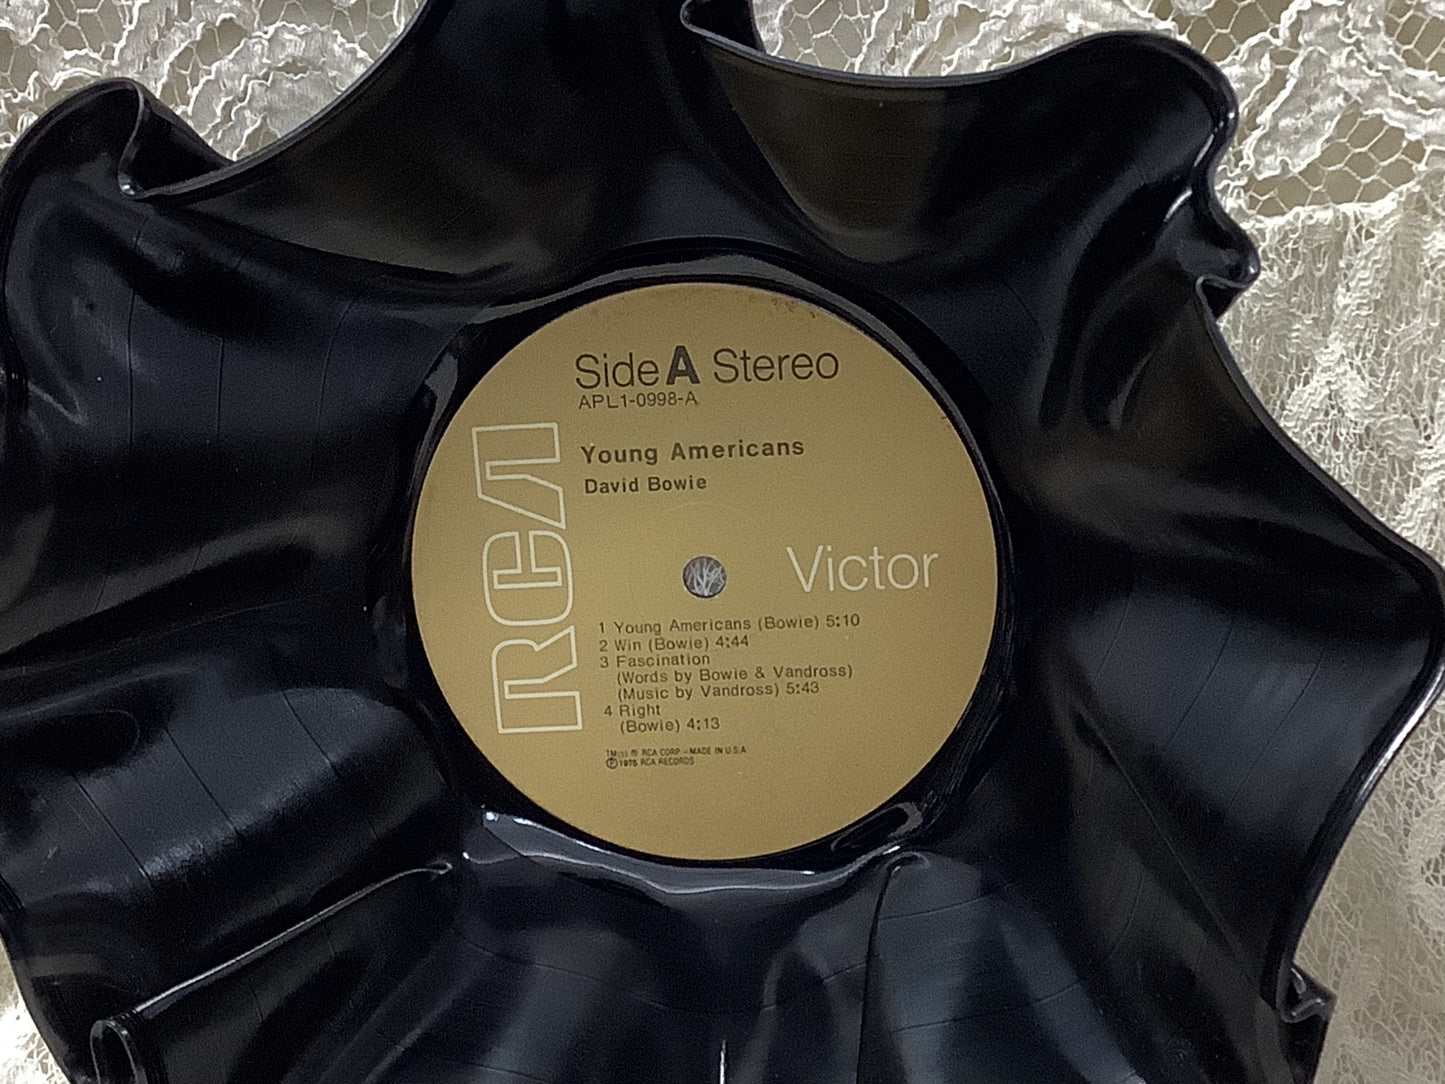 Side A Stereo
APL1-0998-A
Young Americans
David Bowie
RCA
Victor
1 Young Americans (Bowie) 5:10
2 Win (Bowie) 4:44
3 Fascination
(Words by Bowie & Vandross)
(Music by Vandross) 5:43
4 Right
(Bowie) 4:13
TM(s) ® RCA CORP.-MADE IN U.S.A
℗ 1975 RCA RECORDS